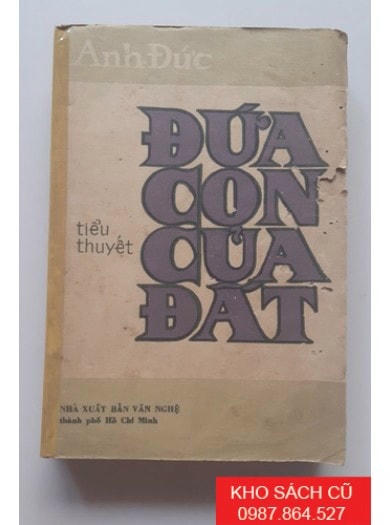 Anh Đức
ĐỨA
CON
CỦA
ĐẤT
tiểu
thuyết
NHÀ XUẤT BẢN VĂN NGHỆ
thành phố Hồ Chí Minh
KHO SÁCH CŨ
0987.864.527